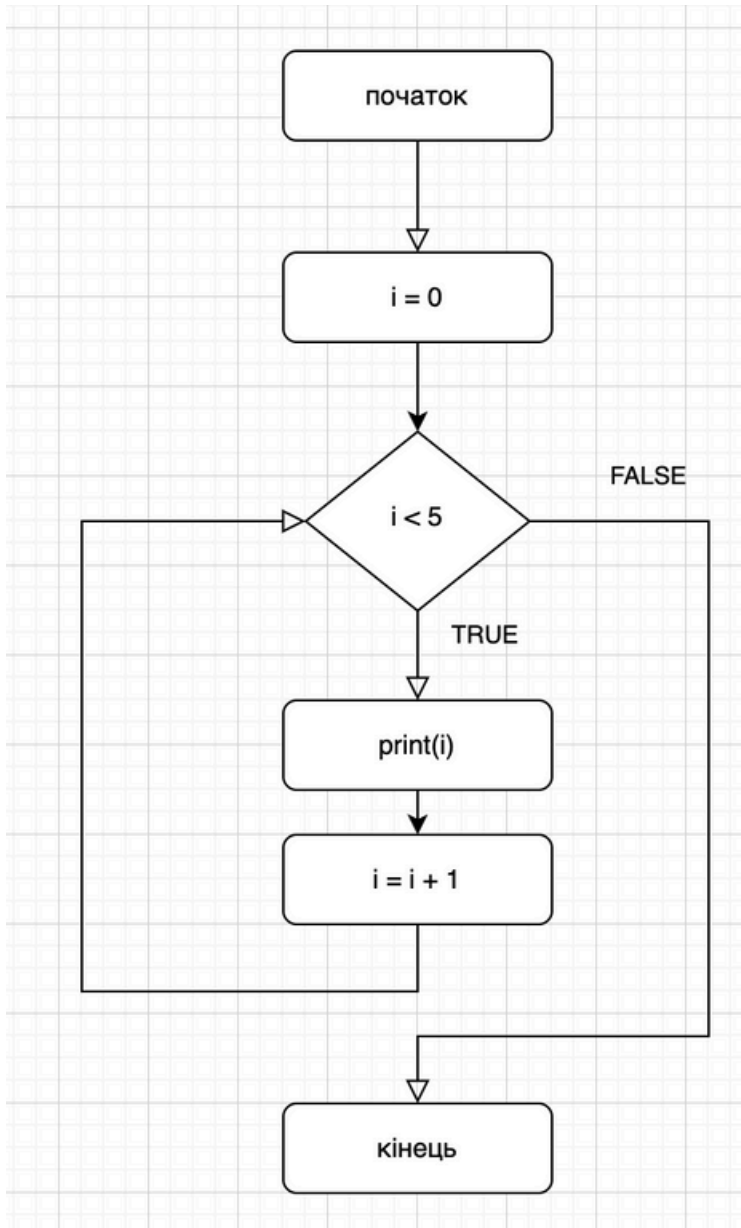 початок
i = 0
i < 5
FALSE
TRUE
print(i)
i = i + 1
кінець